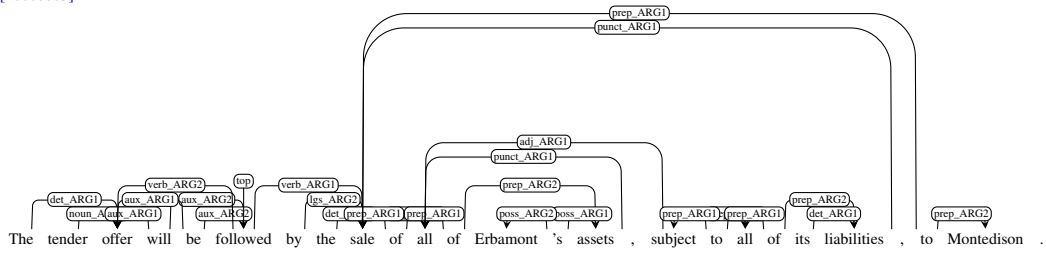 prep_ARG1
punct_ARG1
adj_ARG1
punct_ARG1
verb_ARG2 top verb_ARG1 prep_ARG2
det_ARG1 aux_ARG1 aux_ARG2 lgs_ARG2 prep_ARG2
aux_ARG1 aux_ARG2 prep_ARG1 prep_ARG1 poss_ARG2 poss_ARG1 prep_ARG1 prep_ARG1 det_ARG1 prep_ARG2
The tender offer will be followed by the sale of all of Erbamont 's assets , subject to all of its liabilities , to Montedison .